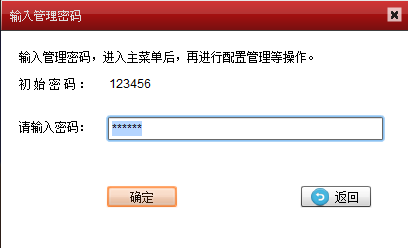 输入管理密码
输入管理密码，进入主菜单后，再进行配置管理等操作。
初始密码： 123456
请输入密码： ******
确定 返回